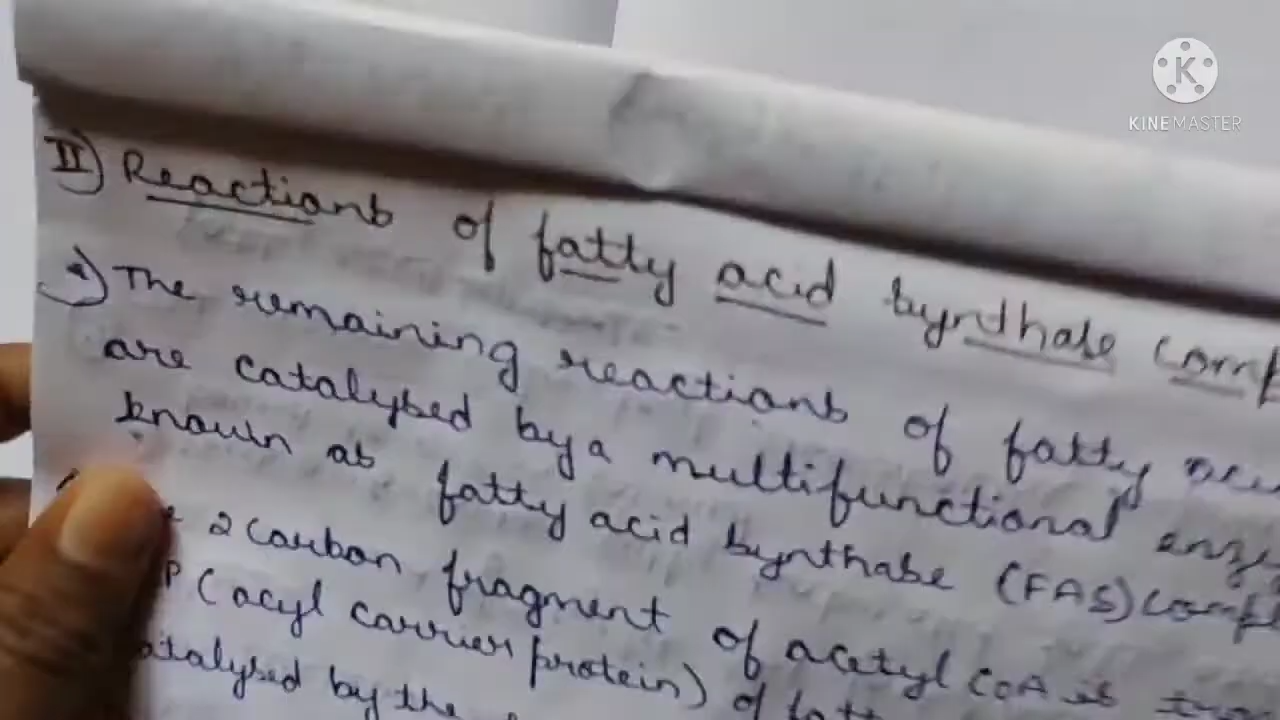 KINEMASTER
II) Reactions of fatty acid synthase
The remaining reactions of fatty
are catalysed by a multifunctional
known as fatty acid synthase (FAS)
2 carbon fragment of acetyl CoA is
P (acyl carrier protein) of
by the